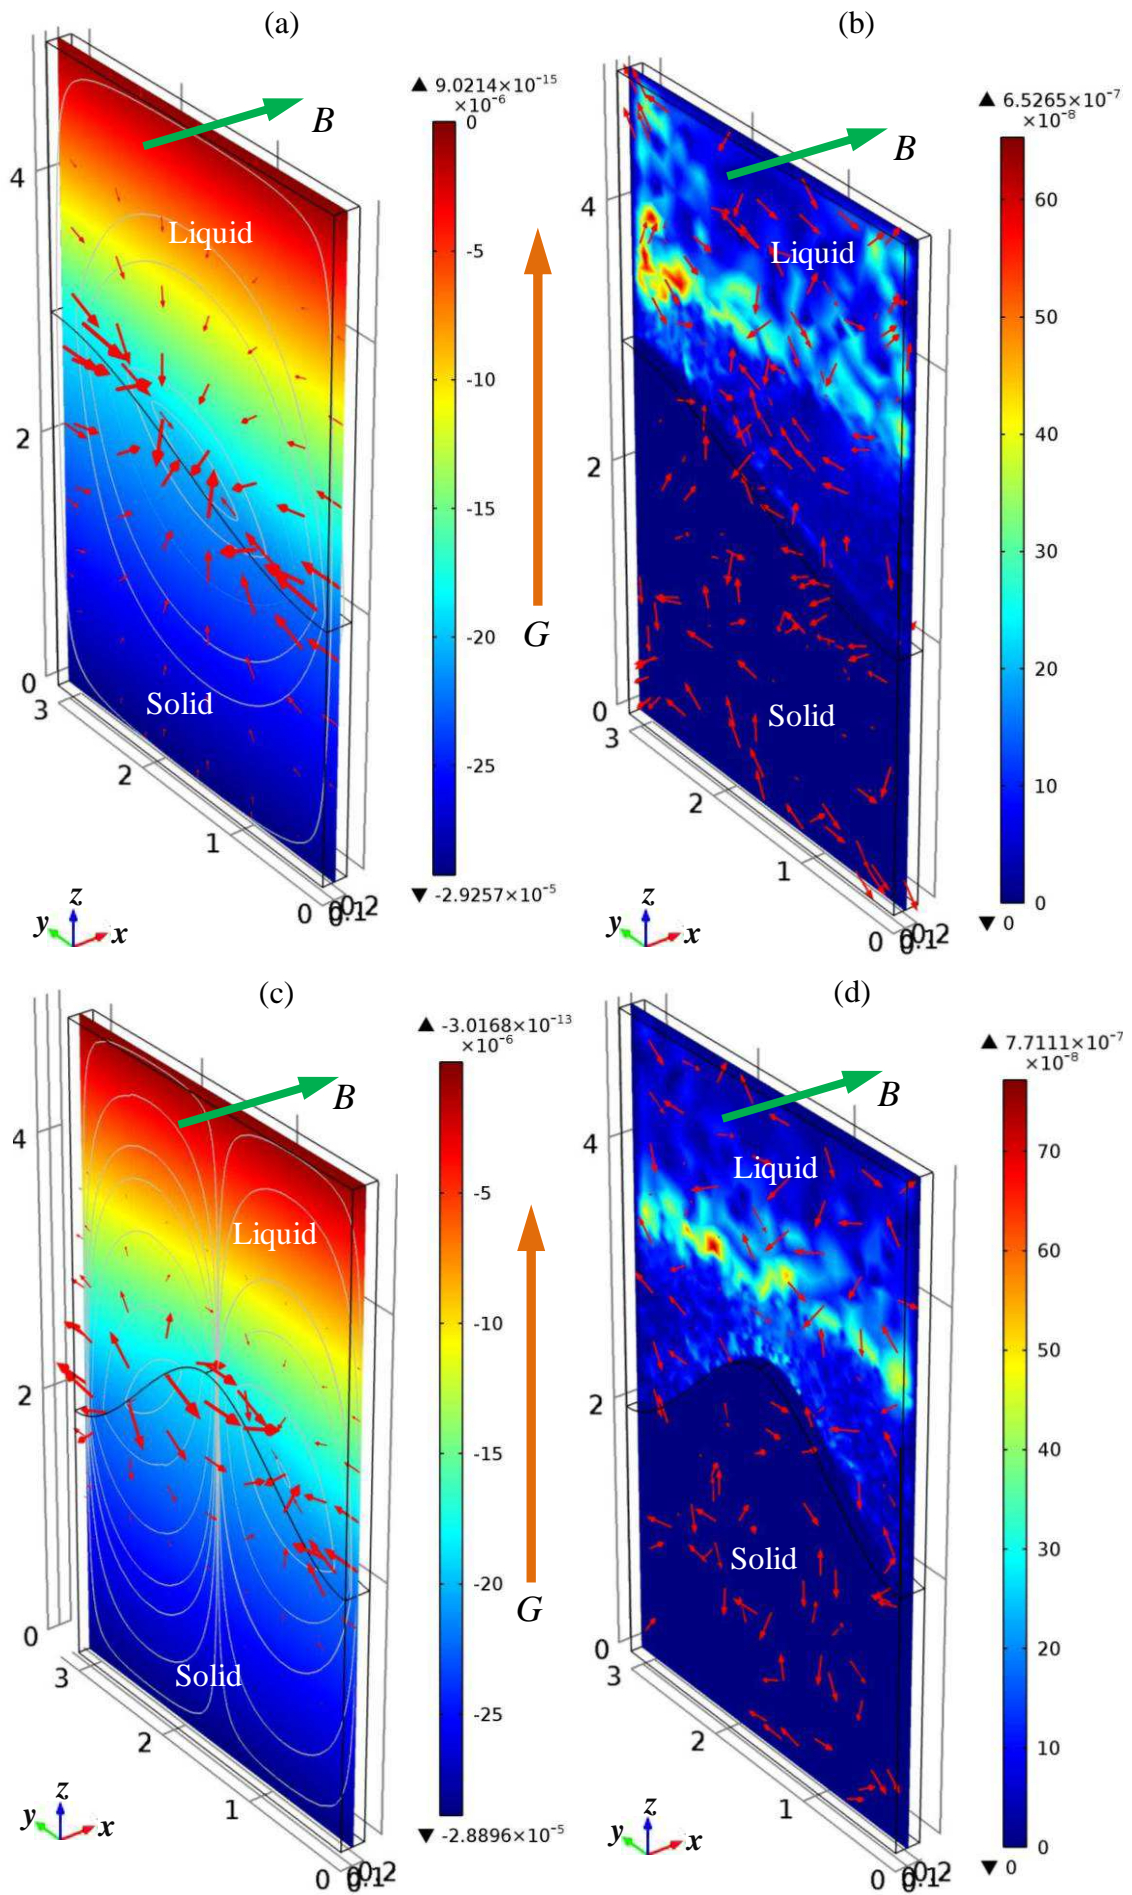 (a)
(b)
▲ 9.0214×10⁻¹⁵
×10⁻⁶
0
-5
-10
-15
-20
-25
▼ -2.9257×10⁻⁵
B
Liquid
Solid
G
4
2
0
3
2
1
0
0
0.1
0.2
z
y
x
▲ 6.5265×10⁻⁷
×10⁻⁸
60
50
40
30
20
10
0
▼ 0
B
Liquid
Solid
4
2
0
3
2
1
0
0
0.1
0.2
z
y
x
(c)
(d)
▲ -3.0168×10⁻¹³
×10⁻⁶
-5
-10
-15
-20
-25
▼ -2.8896×10⁻⁵
B
Liquid
Solid
G
4
2
0
3
2
1
0
0
0.1
0.2
z
y
x
▲ 7.7111×10⁻⁷
×10⁻⁸
70
60
50
40
30
20
10
0
▼ 0
B
Liquid
Solid
4
2
0
3
2
1
0
0
0.1
0.2
z
y
x